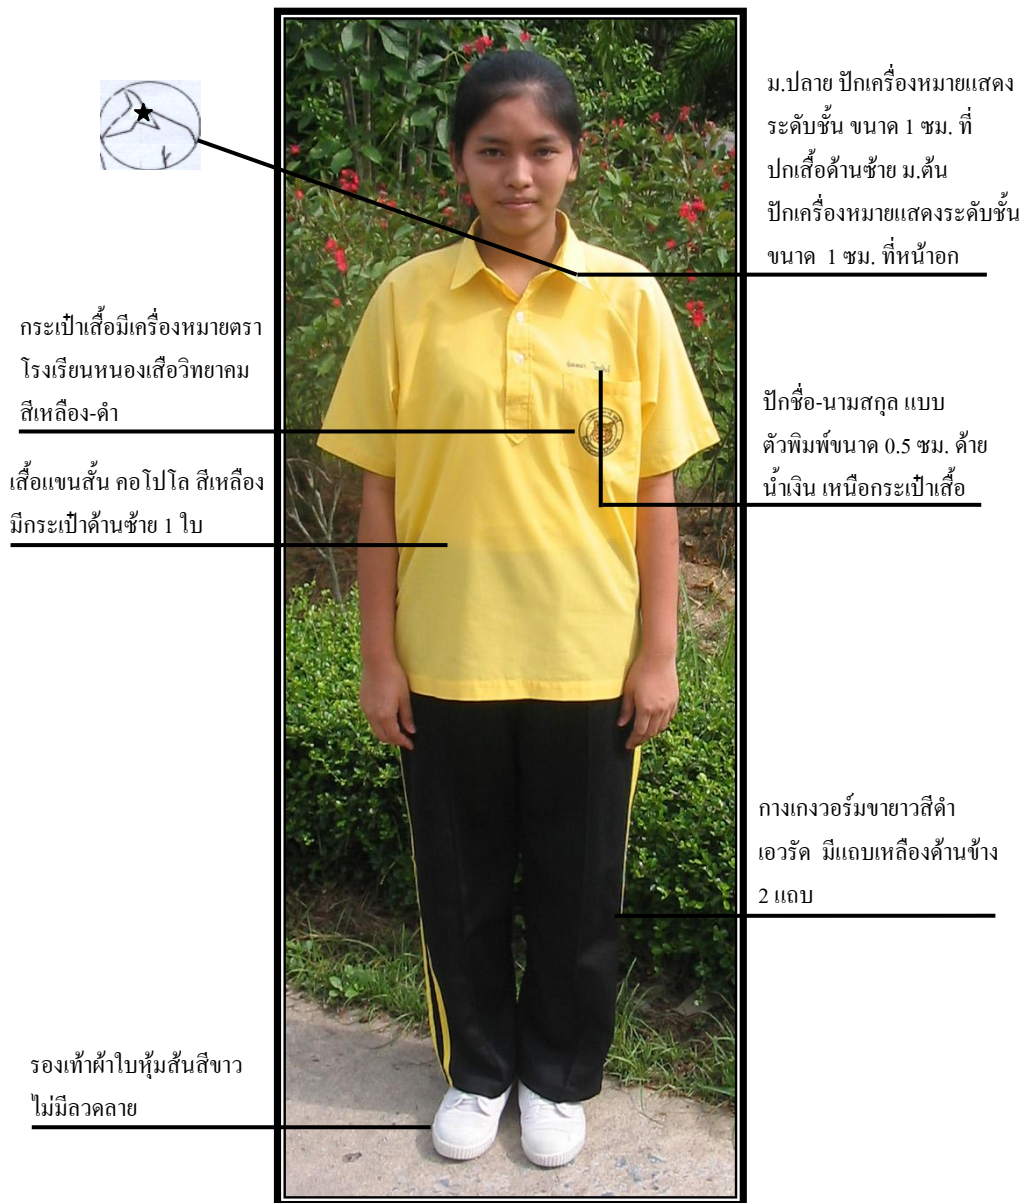 ม.ปลาย ปักเครื่องหมายแสดง
ระดับชั้น ขนาด 1 ซม. ที่
ปกเสื้อด้านซ้าย ม.ต้น
ปักเครื่องหมายแสดงระดับชั้น
ขนาด 1 ซม. ที่หน้าอก
กระเป๋าเสื้อมีเครื่องหมายตรา
โรงเรียนหนองเสือวิทยาคม
สีเหลือง-ดำ
ปักชื่อ-นามสกุล แบบ
ตัวพิมพ์ขนาด 0.5 ซม. ด้าย
น้ำเงิน เหนือกระเป๋าเสื้อ
เสื้อแขนสั้น คอโปโล สีเหลือง
มีกระเป๋าด้านซ้าย 1 ใบ
กางเกงวอร์มขายาวสีดำ
เอวรัด มีแถบเหลืองด้านข้าง
2 แถบ
รองเท้าผ้าใบหุ้มส้นสีขาว
ไม่มีลวดลาย